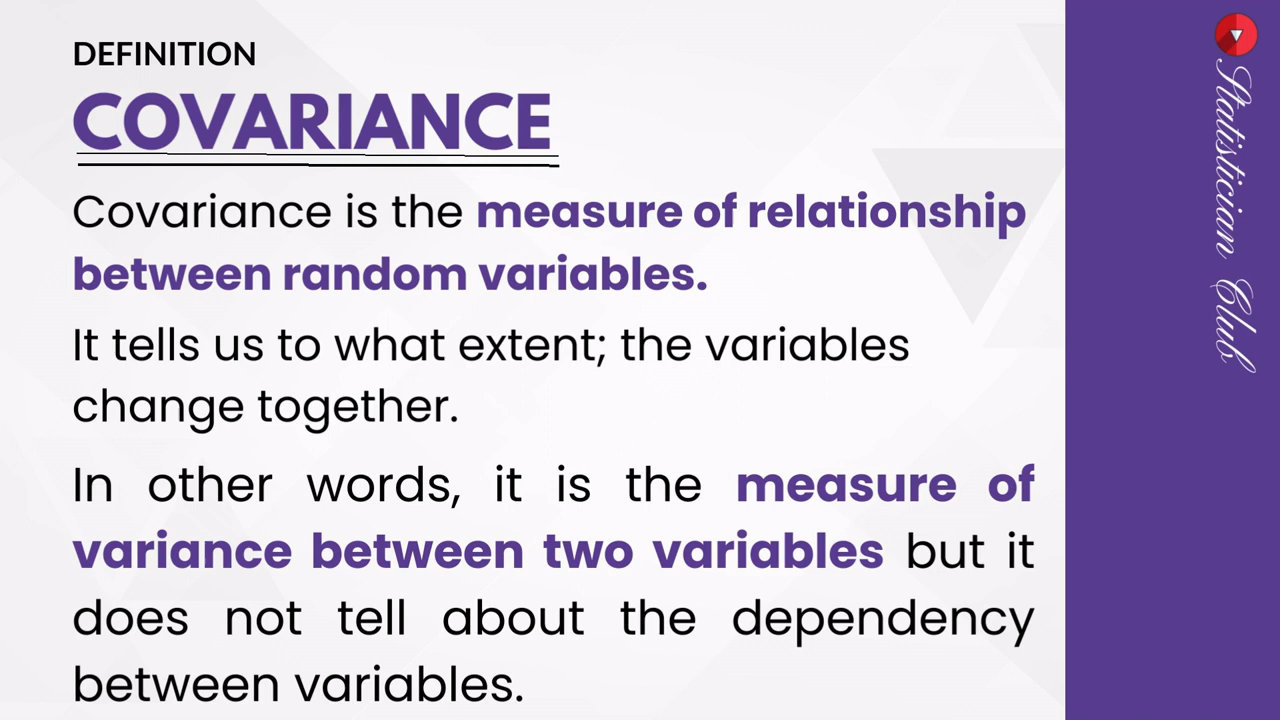 DEFINITION
COVARIANCE
Covariance is the measure of relationship
between random variables.
It tells us to what extent; the variables
change together.
In other words, it is the measure of
variance between two variables but it
does not tell about the dependency
between variables.
Statistician Club